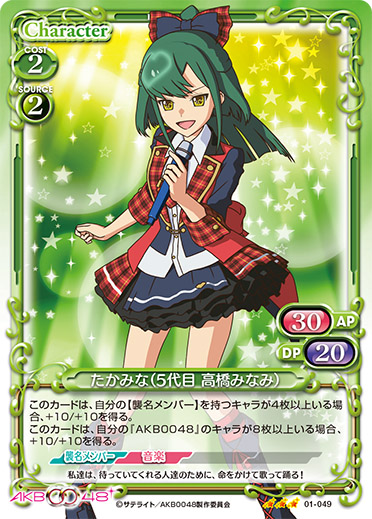 Character
COST
2
SOURCE
2
30 AP
DP 20
たかみな(5代目 高橋みなみ)
このカードは、自分の【襲名メンバー】を持つキャラが4枚以上いる場
合、+10/+10を得る。
このカードは、自分の『AKB0048』のキャラが8枚以上いる場合、
+10/+10を得る。
襲名メンバー 音楽
私達は、待っていてくれる人達のために、命をかけて歌って踊る!
AKB0048
©サテライト/AKB0048製作委員会
01-049